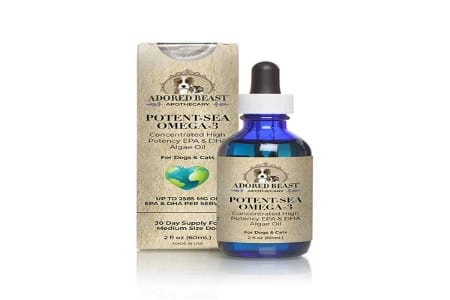 ADORED BEAST
APOTHECARY
POTENT-SEA
OMEGA-3
Concentrated High
Potency EPA & DHA
Algae Oil
For Dogs & Cats
UP TO 2585 MG OF
EPA & DHA PER SERV
30 Day Supply For
Medium Size Do
2 fl oz (60mL)
MADE IN USA
ADORED BEAST
APOTHECARY
POTENT-SEA
OMEGA-3
Concentrated High
Potency EPA & DHA
Algae Oil
For Dogs & Cats
2 fl oz (60mL)